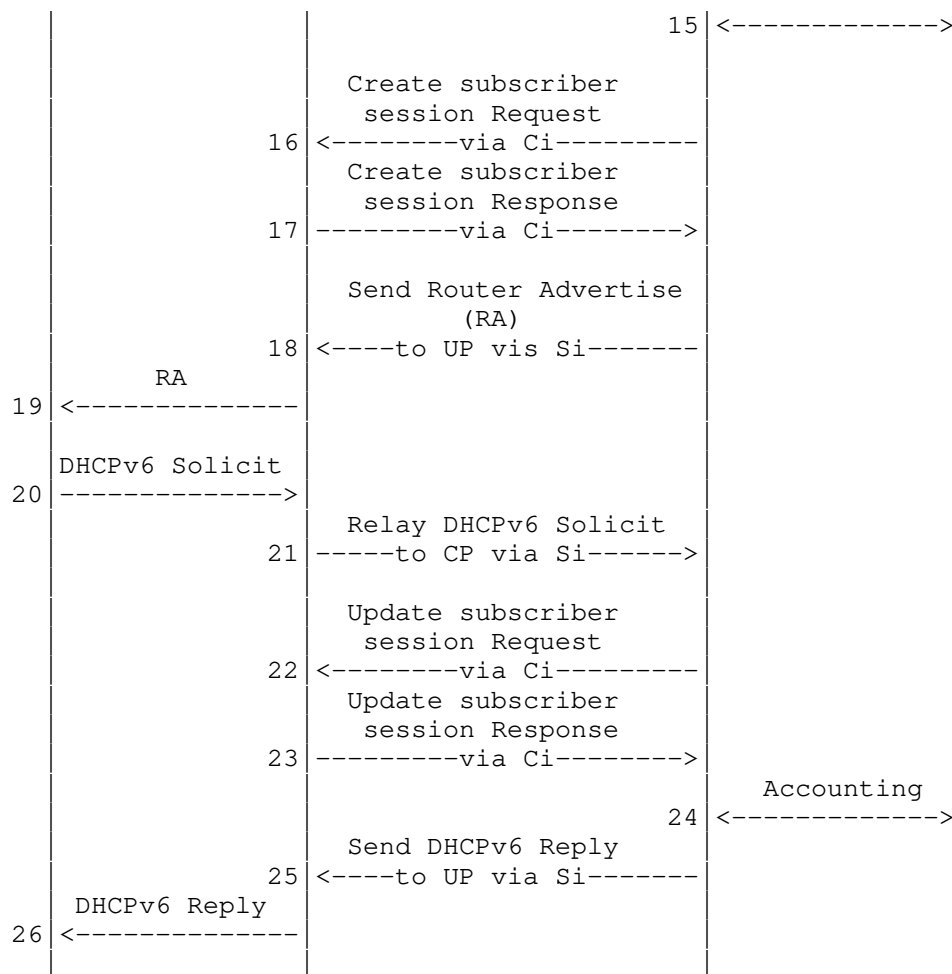 15|<------------->
Create subscriber
session Request
16|<--------via Ci---------
Create subscriber
session Response
17|---------via Ci-------->
Send Router Advertise
(RA)
18|<----to UP vis Si-------
RA
19|<--------------
DHCPv6 Solicit
20|-------------->
Relay DHCPv6 Solicit
21|-----to CP via Si------>
Update subscriber
session Request
22|<--------via Ci---------
Update subscriber
session Response
23|---------via Ci-------->
Accounting
24|<------------->
Send DHCPv6 Reply
25|<----to UP via Si-------
DHCPv6 Reply
26|<--------------